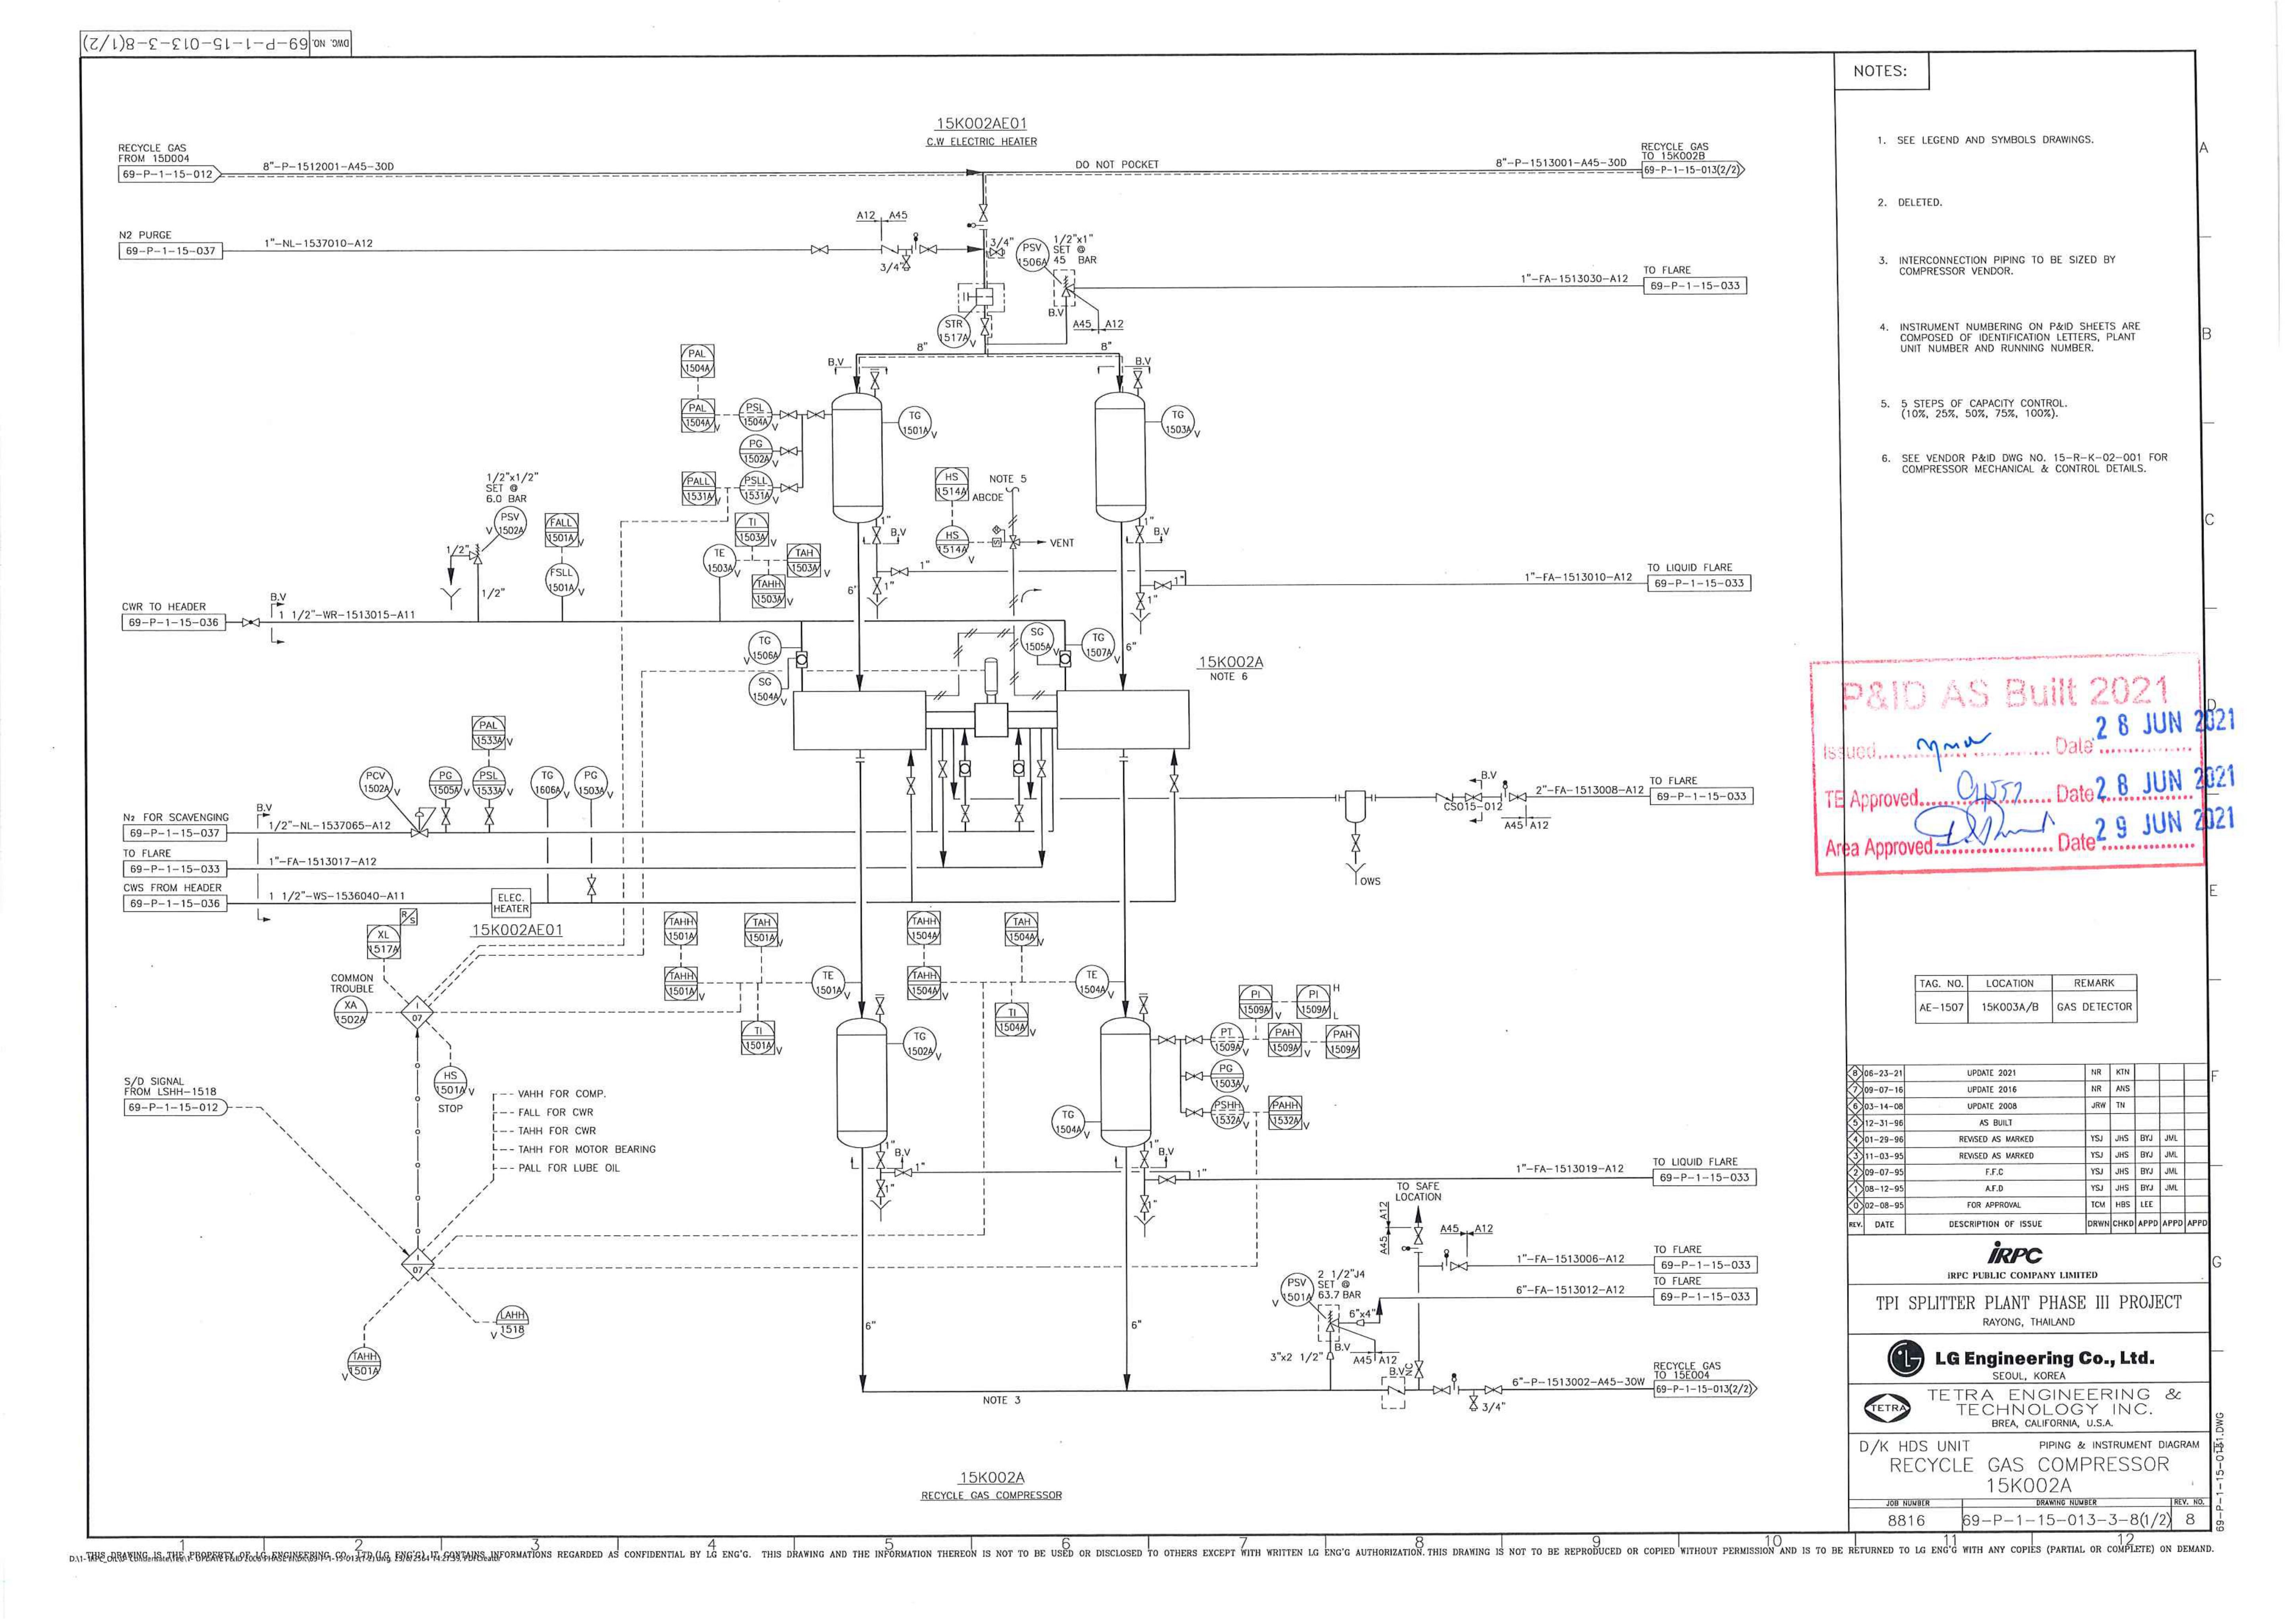 DWG. NO. 69-P-1-15-013-3-8(1/2)
NOTES:
1. SEE LEGEND AND SYMBOLS DRAWINGS.
2. DELETED.
3. INTERCONNECTION PIPING TO BE SIZED BY
COMPRESSOR VENDOR.
4. INSTRUMENT NUMBERING ON P&ID SHEETS ARE
COMPOSED OF IDENTIFICATION LETTERS, PLANT
UNIT NUMBER AND RUNNING NUMBER.
5. 5 STEPS OF CAPACITY CONTROL.
(10%, 25%, 50%, 75%, 100%).
6. SEE VENDOR P&ID DWG NO. 15-R-K-02-001 FOR
COMPRESSOR MECHANICAL & CONTROL DETAILS.
15K002AE01
C.W ELECTRIC HEATER
RECYCLE GAS
FROM 15D004
69-P-1-15-012
8"-P-1512001-A45-30D
DO NOT POCKET
8"-P-1513001-A45-30D
RECYCLE GAS
TO 15K002B
69-P-1-15-013(2/2)
N2 PURGE
69-P-1-15-037
1"-NL-1537010-A12
A12 A45
3/4"
3/4"
PSV
1506A
1/2"x1"
SET @
45 BAR
B.V
A45 A12
1"-FA-1513030-A12
TO FLARE
69-P-1-15-033
STR
1517A V
8"
8"
B.V
B.V
PAL
1504A
PAL
1504A V
PSL
1504A V
PG
1502A V
PALL
1531A V
PSLL
1531A V
TG
1501A V
TG
1503A V
HS
1514A
ABCDE
NOTE 5
HS
1514A V
VENT
1"
B.V
1"
B.V
1/2"x1/2"
SET @
6.0 BAR
PSV
V 1502A
FALL
1501A V
FSLL
1501A V
1/2"
1/2"
TI
1503A V
TE
1503A V
TAH
1503A V
TAHH
1503A V
6"
1"
1"
1"
1"
1"-FA-1513010-A12
TO LIQUID FLARE
69-P-1-15-033
CWR TO HEADER
69-P-1-15-036
B.V
1 1/2"-WR-1513015-A11
TG
V 1506A
SG
1504A V
SG
1505A V
TG
1507A V
6"
15K002A
NOTE 6
PAL
1533A V
PCV
1502A V
PG
1505A V
PSL
1533A V
TG
1606A V
PG
1503A V
N2 FOR SCAVENGING
69-P-1-15-037
B.V
1/2"-NL-1537065-A12
TO FLARE
69-P-1-15-033
1"-FA-1513017-A12
CWS FROM HEADER
69-P-1-15-036
1 1/2"-WS-1536040-A11
ELEC.
HEATER
15K002AE01
B.V
CSO15-012
2"-FA-1513008-A12
A45 A12
TO FLARE
69-P-1-15-033
OWS
P&ID AS Built 2021
Issued Date 28 JUN 2021
TE Approved Date 28 JUN 2021
Area Approved Date 29 JUN 2021
R/S
XL
1517A
COMMON
TROUBLE
XA
1502A
I
07
HS
1501A V
STOP
TAHH
1501A
TAHH
1501A V
TAH
1501A V
TI
1501A V
TE
1501A V
TAHH
1504A
TAHH
1504A V
TAH
1504A V
TI
1504A V
TE
1504A V
TG
1502A V
PI
1509A V
PI
1509A
H
L
PT
1509A V
PAH
1509A V
PAH
1509A
PG
1503A V
PSHH
1532A V
PAHH
1532A V
TG
1504A V
S/D SIGNAL
FROM LSHH-1518
69-P-1-15-012
VAHH FOR COMP.
FALL FOR CWR
TAHH FOR CWR
TAHH FOR MOTOR BEARING
PALL FOR LUBE OIL
1"
B.V
1"
1"
1"
B.V
1"
1"
1"-FA-1513019-A12
TO LIQUID FLARE
69-P-1-15-033
TO SAFE
LOCATION
A45 A12
A45 A12
1"-FA-1513006-A12
TO FLARE
69-P-1-15-033
6"-FA-1513012-A12
TO FLARE
69-P-1-15-033
PSV
V 1501A
2 1/2"J4
SET @
63.7 BAR
6"x4"
B.V
3"x2 1/2"
A45 A12
B.V
NC
3/4"
6"-P-1513002-A45-30W
RECYCLE GAS
TO 15E004
69-P-1-15-013(2/2)
I
07
LAHH
V 1518
TAHH
V 1501A
6"
6"
NOTE 3
15K002A
RECYCLE GAS COMPRESSOR
TAG. NO. LOCATION REMARK
AE-1507 15K003A/B GAS DETECTOR
8 06-23-21 UPDATE 2021 NR KTN
7 09-07-16 UPDATE 2016 NR ANS
6 03-14-08 UPDATE 2008 JRW TN
5 12-31-96 AS BUILT
4 01-29-96 REVISED AS MARKED YSJ JHS BYJ JML
3 11-03-95 REVISED AS MARKED YSJ JHS BYJ JML
2 09-07-95 F.F.C YSJ JHS BYJ JML
1 08-12-95 A.F.D YSJ JHS BYJ JML
0 02-08-95 FOR APPROVAL TCM HBS LEE
REV. DATE DESCRIPTION OF ISSUE DRWN CHKD APPD APPD APPD
iRPC
iRPC PUBLIC COMPANY LIMITED
TPI SPLITTER PLANT PHASE III PROJECT
RAYONG, THAILAND
LG Engineering Co., Ltd.
SEOUL, KOREA
TETRA
TETRA ENGINEERING &
TECHNOLOGY INC.
BREA, CALIFORNIA, U.S.A.
D/K HDS UNIT PIPING & INSTRUMENT DIAGRAM
RECYCLE GAS COMPRESSOR
15K002A
JOB NUMBER DRAWING NUMBER REV. NO.
8816 69-P-1-15-013-3-8(1/2) 8
A
B
C
D
E
F
G
1 2 3 4 5 6 7 8 9 10 11 12
THIS DRAWING IS THE PROPERTY OF LG ENGINEERING CO., LTD.(LG ENG'G). IT CONTAINS INFORMATIONS REGARDED AS CONFIDENTIAL BY LG ENG'G. THIS DRAWING AND THE INFORMATION THEREON IS NOT TO BE USED OR DISCLOSED TO OTHERS EXCEPT WITH WRITTEN LG ENG'G AUTHORIZATION. THIS DRAWING IS NOT TO BE REPRODUCED OR COPIED WITHOUT PERMISSION AND IS TO BE RETURNED TO LG ENG'G WITH ANY COPIES (PARTIAL OR COMPLETE) ON DEMAND.